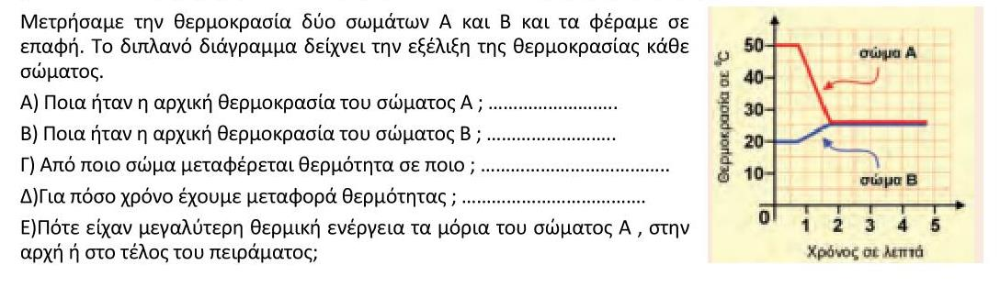 Μετρήσαμε την θερμοκρασία δύο σωμάτων Α και Β και τα φέραμε σε
επαφή. Το διπλανό διάγραμμα δείχνει την εξέλιξη της θερμοκρασίας κάθε
σώματος.
Α) Ποια ήταν η αρχική θερμοκρασία του σώματος Α ; ..........................
Β) Ποια ήταν η αρχική θερμοκρασία του σώματος Β ; ..........................
Γ) Από ποιο σώμα μεταφέρεται θερμότητα σε ποιο ; ......................................
Δ)Για πόσο χρόνο έχουμε μεταφορά θερμότητας ; .....................................
Ε)Πότε είχαν μεγαλύτερη θερμική ενέργεια τα μόρια του σώματος Α , στην
αρχή ή στο τέλος του πειράματος;
Θερμοκρασία σε ⁰C
50
40
30
20
10
0
σώμα Α
σώμα Β
1 2 3 4 5
Χρόνος σε λεπτά